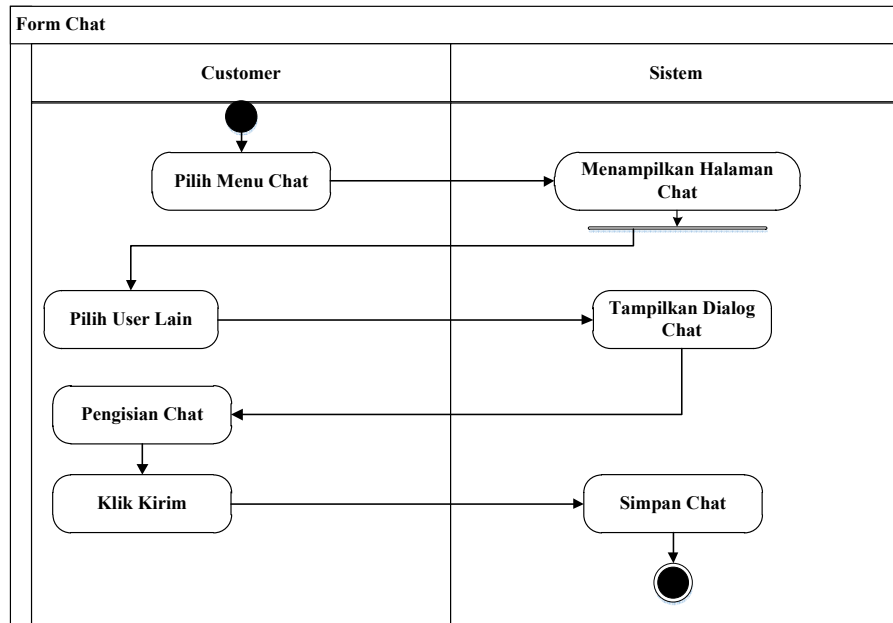 Form Chat
Customer
Sistem
Pilih Menu Chat
Menampilkan Halaman
Chat
Pilih User Lain
Tampilkan Dialog
Chat
Pengisian Chat
Klik Kirim
Simpan Chat